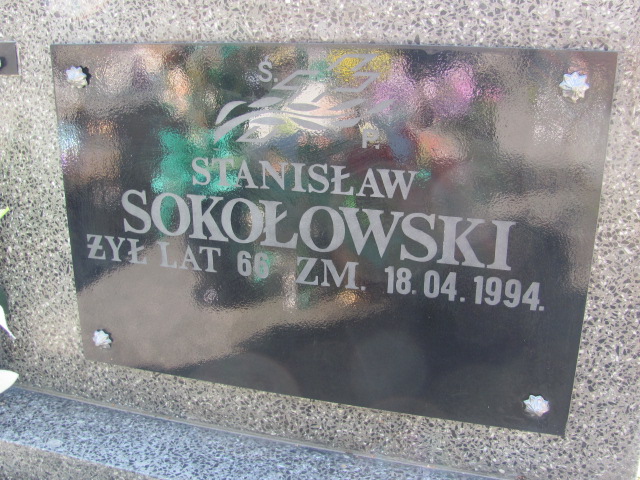 Ś. P.
STANISŁAW
SOKOŁOWSKI
ŻYŁ LAT 66 ZM. 18.04.1994.